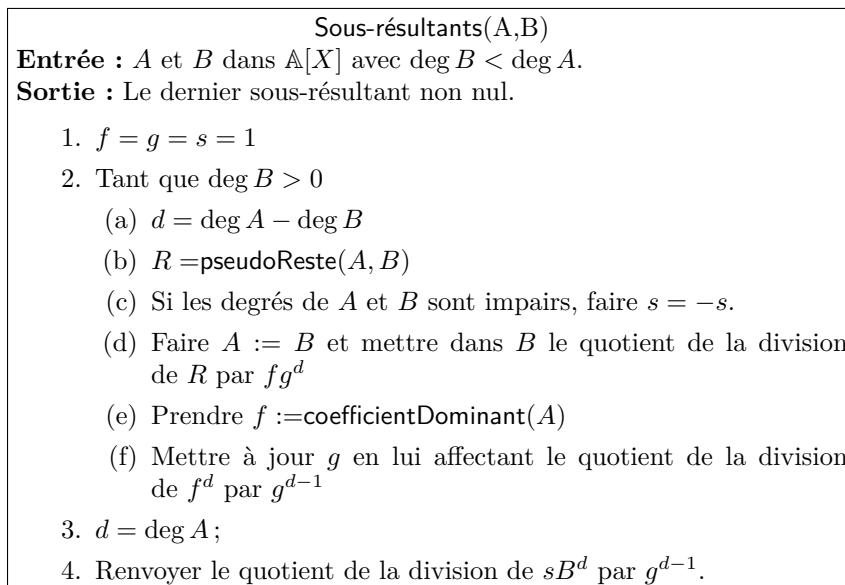 Sous-résultants(A,B)
Entrée : A et B dans 𝔸[X] avec deg B < deg A.
Sortie : Le dernier sous-résultant non nul.
1. f = g = s = 1
2. Tant que deg B > 0
(a) d = deg A − deg B
(b) R =pseudoReste(A, B)
(c) Si les degrés de A et B sont impairs, faire s = −s.
(d) Faire A := B et mettre dans B le quotient de la division
de R par fg^d
(e) Prendre f :=coefficientDominant(A)
(f) Mettre à jour g en lui affectant le quotient de la division
de f^d par g^{d−1}
3. d = deg A ;
4. Renvoyer le quotient de la division de sB^d par g^{d−1}.